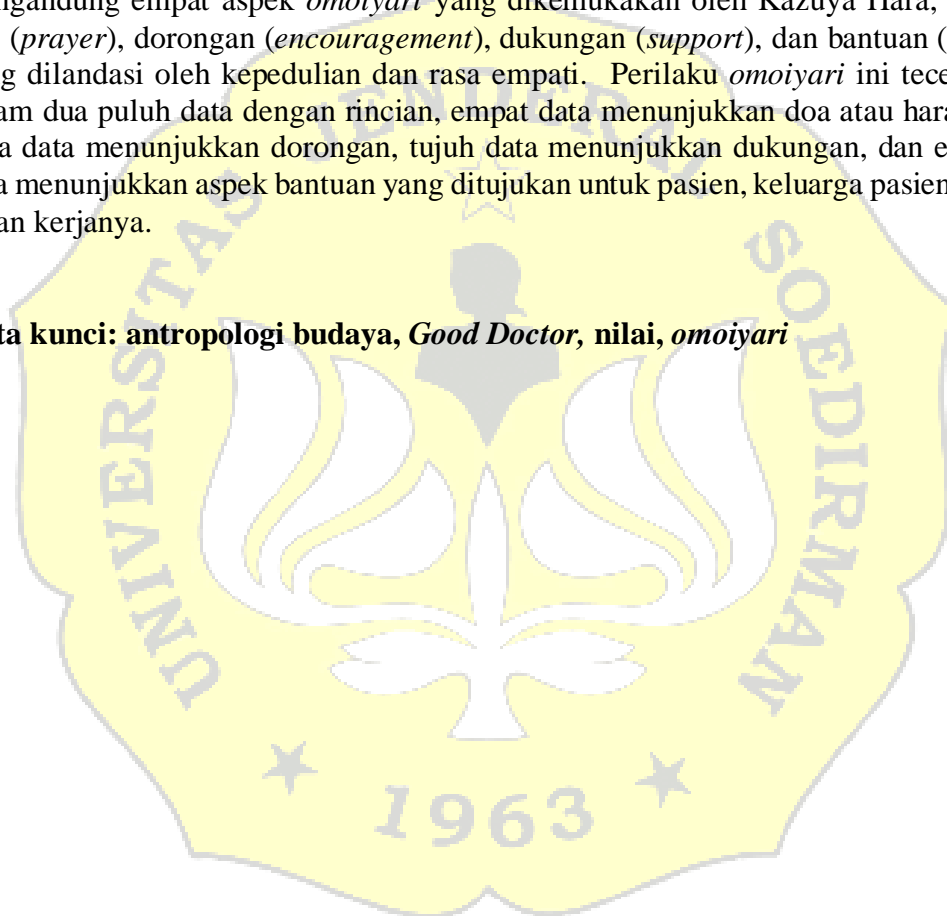 ngandung empat aspek omoiyari yang dikemukakan oleh Kazuya Hara,
(prayer), dorongan (encouragement), dukungan (support), dan bantuan (
g dilandasi oleh kepedulian dan rasa empati. Perilaku omoiyari ini tece
am dua puluh data dengan rincian, empat data menunjukkan doa atau hara
a data menunjukkan dorongan, tujuh data menunjukkan dukungan, dan e
a menunjukkan aspek bantuan yang ditujukan untuk pasien, keluarga pasien
an kerjanya.
ta kunci: antropologi budaya, Good Doctor, nilai, omoiyari
UNIVERSITAS JENDERAL SOEDIRMAN
1963